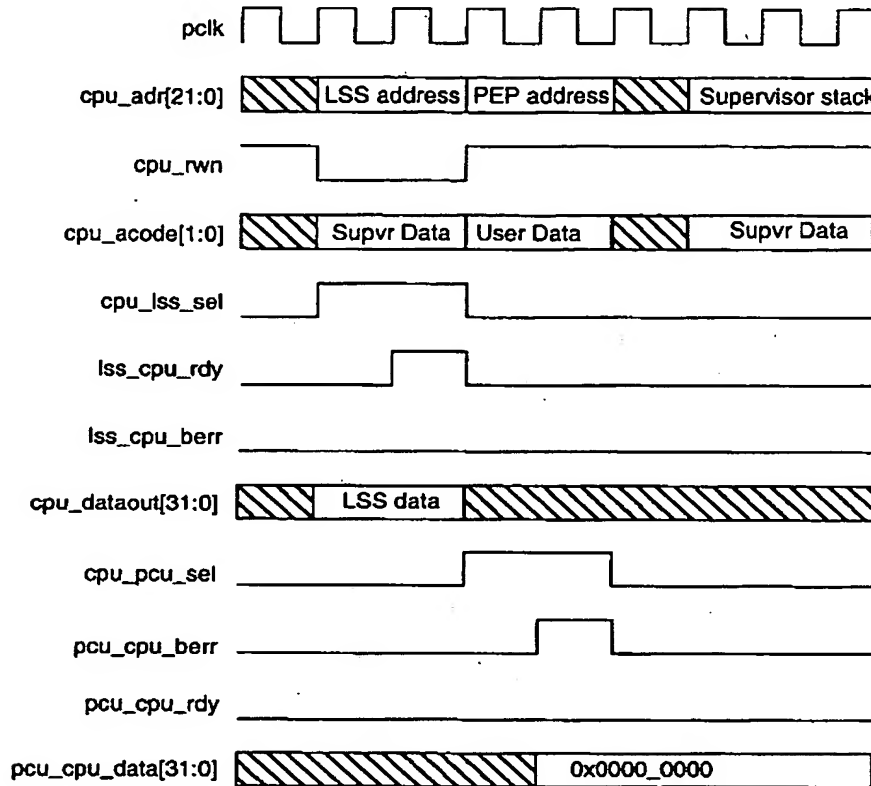 pclk
cpu_adr[21:0] LSS address PEP address Supervisor stack
cpu_rwn
cpu_acode[1:0] Supvr Data User Data Supvr Data
cpu_lss_sel
lss_cpu_rdy
lss_cpu_berr
cpu_dataout[31:0] LSS data
cpu_pcu_sel
pcu_cpu_berr
pcu_cpu_rdy
pcu_cpu_data[31:0] 0x0000_0000